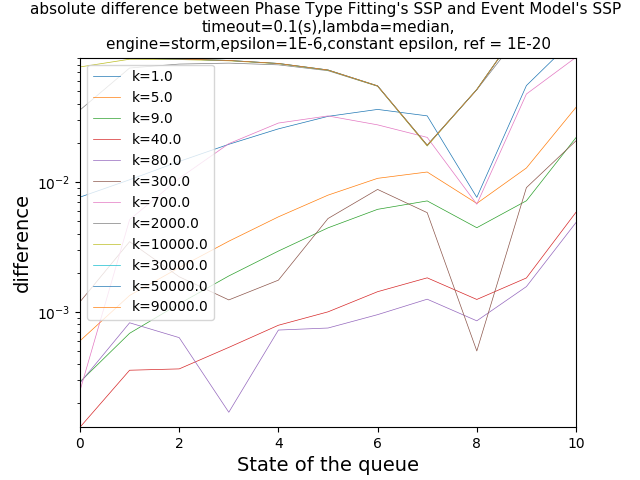 absolute difference between Phase Type Fitting's SSP and Event Model's SSP
timeout=0.1(s),lambda=median,
engine=storm,epsilon=1E-6,constant epsilon, ref = 1E-20
k=1.0
k=5.0
k=9.0
k=40.0
k=80.0
k=300.0
k=700.0
k=2000.0
k=10000.0
k=30000.0
k=50000.0
k=90000.0
difference
10⁻²
10⁻³
0 2 4 6 8 10
State of the queue